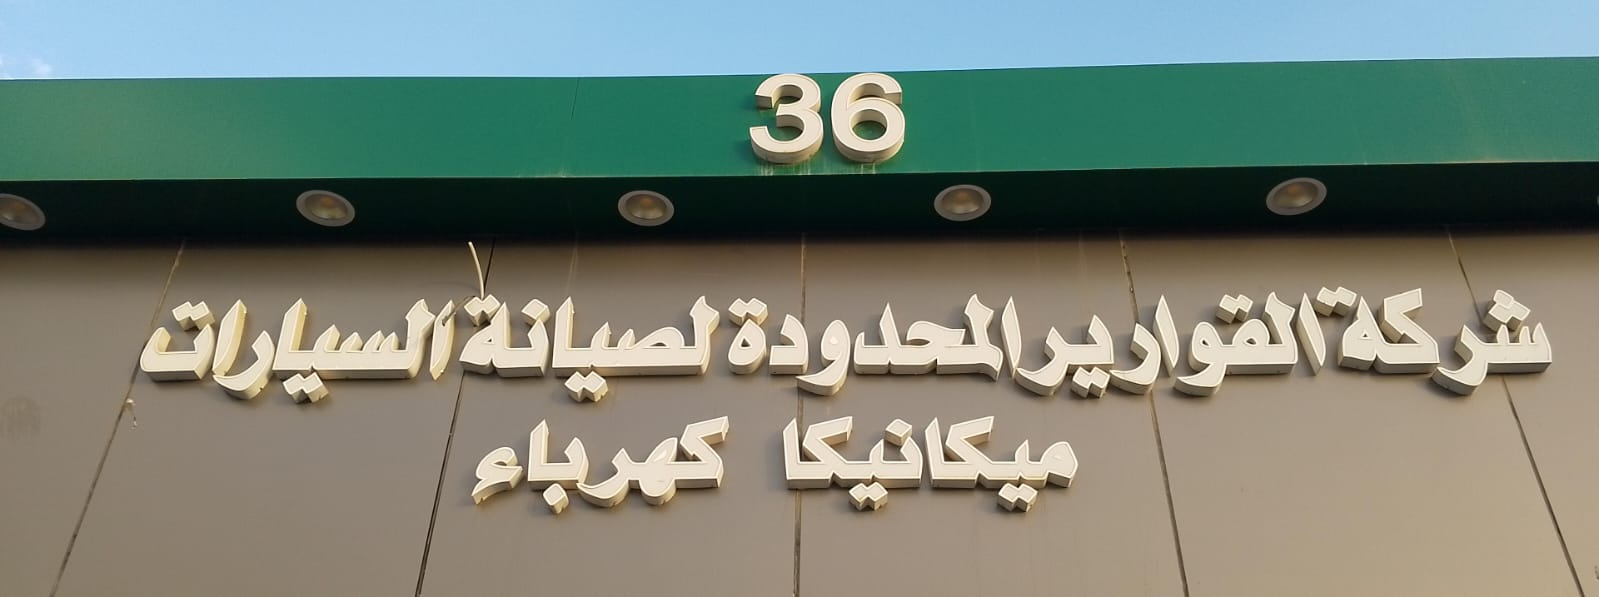 36
شركة القوارير المحدودة لصيانة السيارات
ميكانيكا كهرباء